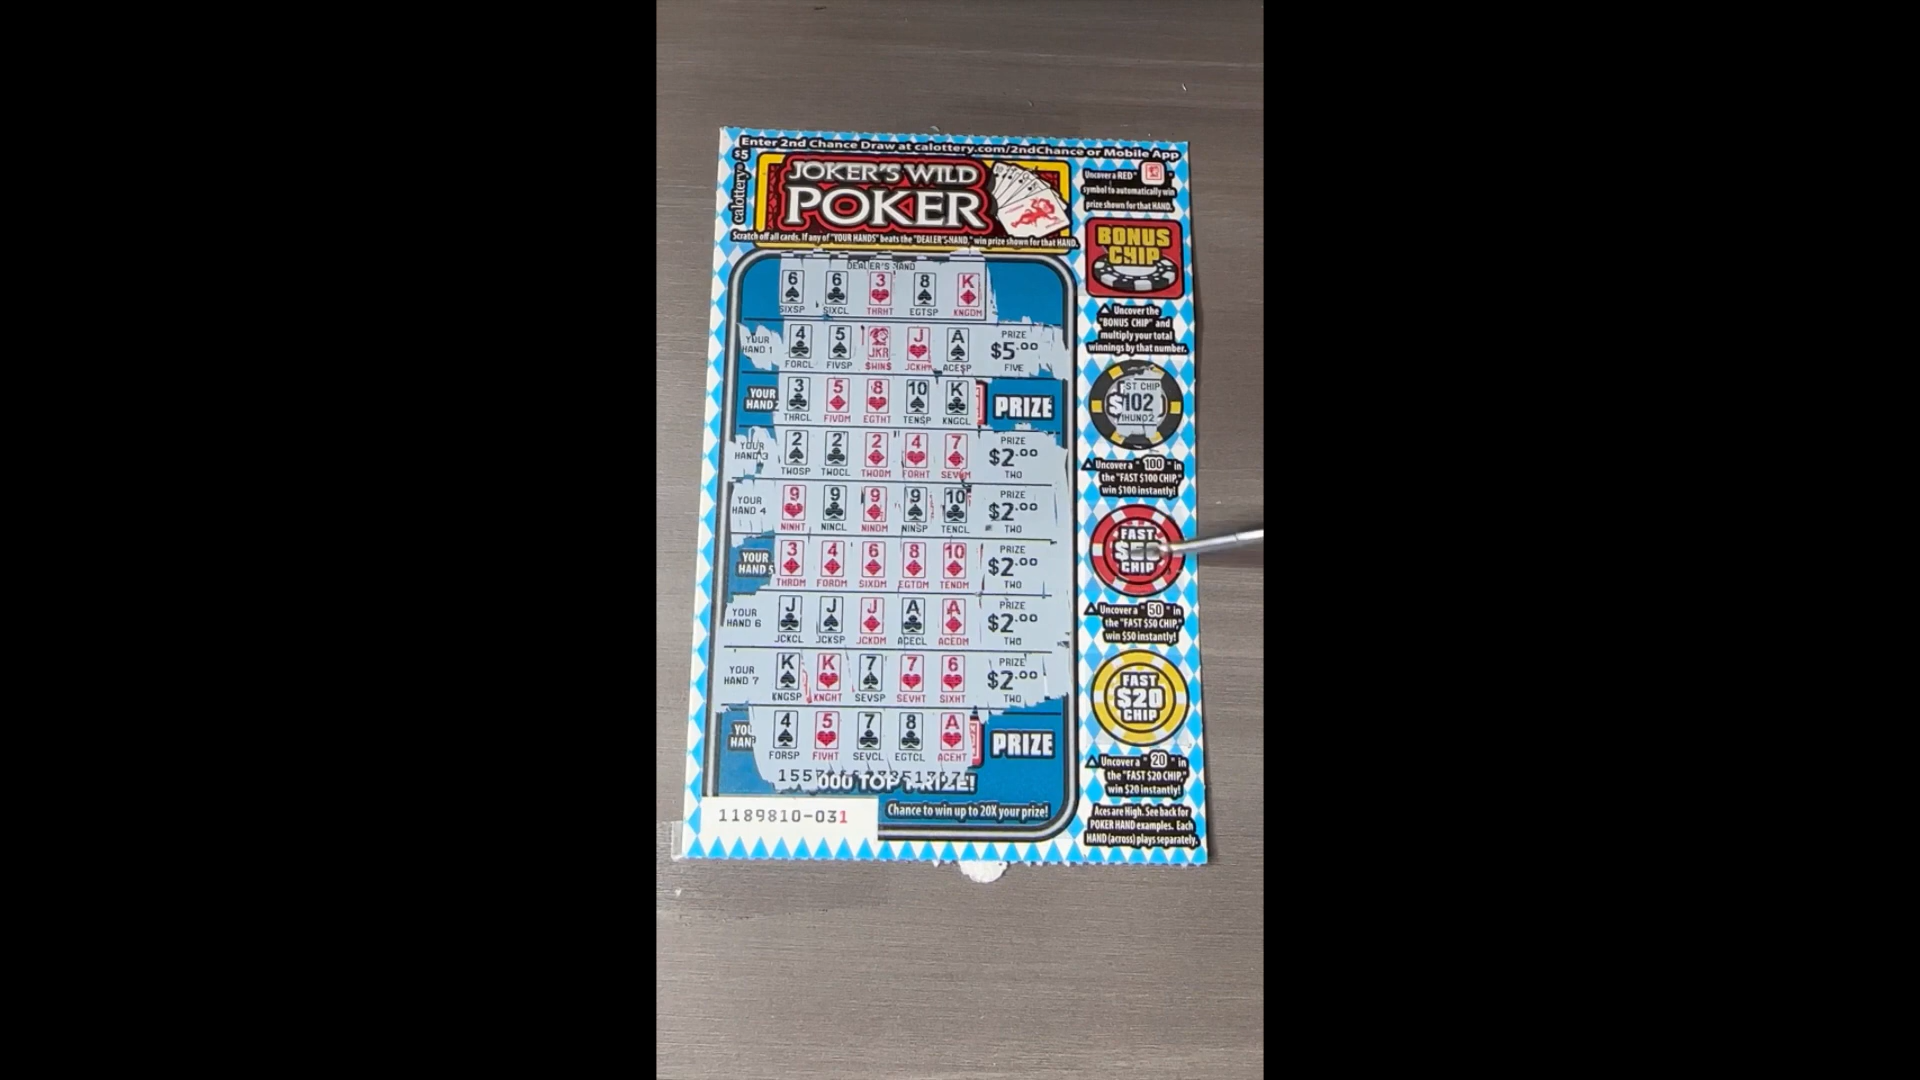 Enter 2nd Chance Draw at calottery.com/2ndChance or Mobile App
$5
calottery
JOKER'S WILD
POKER
Scratch off all cards. If any of "YOUR HANDS" beats the "DEALER'S HAND," win prize shown for that HAND.
Uncover a RED " "
symbol to automatically win
prize shown for that HAND.
BONUS
CHIP
Uncover the
"BONUS CHIP" and
multiply your total
winnings by that number.
DEALER'S HAND
6 6 3 8 K
SIXSP SIXCL THRHT EGTSP KNGDM
YOUR HAND 1
4 5 JKR J A
FORCL FIVSP $WIN$ JCKHT ACESP
PRIZE
$5.00
FIVE
YOUR HAND 2
3 5 8 10 K
THRCL FIVDM EGTHT TENSP KNGCL
PRIZE
YOUR HAND 3
2 2 2 4 7
TWOSP TWOCL TWODM FORHT SEVDM
PRIZE
$2.00
TWO
YOUR HAND 4
9 9 9 9 10
NINHT NINCL NINDM NINSP TENCL
PRIZE
$2.00
TWO
YOUR HAND 5
3 4 6 8 10
THRDM FORDM SIXDM EGTDM TENDM
PRIZE
$2.00
TWO
YOUR HAND 6
J J J A A
JCKCL JCKSP JCKDM ACECL ACEDM
PRIZE
$2.00
TWO
YOUR HAND 7
K K 7 7 6
KNGSP KNGHT SEVSP SEVHT SIXHT
PRIZE
$2.00
TWO
4 5 7 8 A
FORSP FIVHT SEVCL EGTCL ACEHT
PRIZE
000 TOP PRIZE!
1189810-031
Chance to win up to 20X your prize!
ST CHIP
$102
1HUND2
Uncover a "100" in
the "FAST $100 CHIP,"
win $100 instantly!
FAST
CHIP
Uncover a "50" in
the "FAST $50 CHIP,"
win $50 instantly!
FAST
$20
CHIP
Uncover a "20" in
the "FAST $20 CHIP,"
win $20 instantly!
Aces are High. See back for
POKER HAND examples. Each
HAND (across) plays separately.